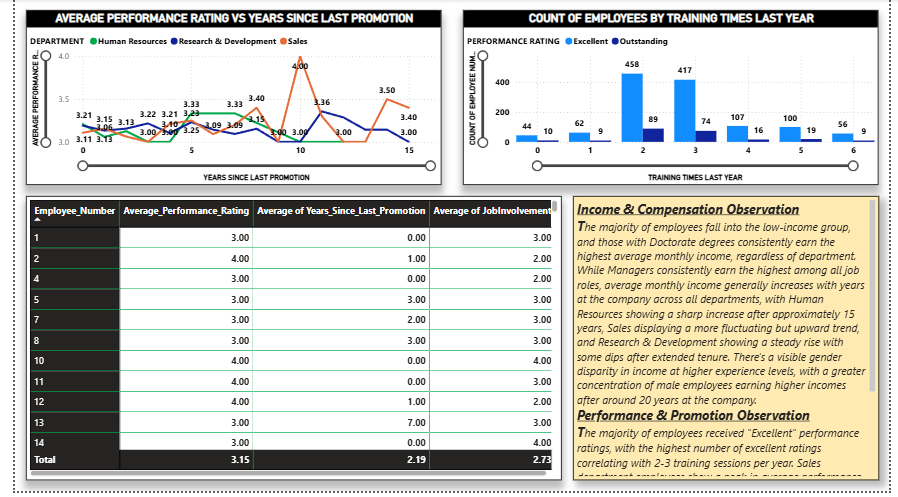 AVERAGE PERFORMANCE RATING VS YEARS SINCE LAST PROMOTION
DEPARTMENT Human Resources Research & Development Sales
AVERAGE PERFORMANCE R...
4.0
3.5
3.0
3.21
3.11
3.15
3.06
3.13
3.13
3.22
3.00
3.21
3.10
3.00
3.33
3.23
3.25
3.09
3.33
3.09
3.40
3.15
3.00
4.00
3.00
3.36
3.00
3.50
3.40
3.00
0 5 10 15
YEARS SINCE LAST PROMOTION
COUNT OF EMPLOYEES BY TRAINING TIMES LAST YEAR
PERFORMANCE RATING Excellent Outstanding
COUNT OF EMPLOYEE NUM...
400
200
0
44 10 62 9 458 89 417 74 107 16 100 19 56 9
0 1 2 3 4 5 6
TRAINING TIMES LAST YEAR
Employee_Number Average_Performance_Rating Average of Years_Since_Last_Promotion Average of JobInvolvement
1 3.00 0.00 3.00
2 4.00 1.00 2.00
4 3.00 0.00 2.00
5 3.00 3.00 3.00
7 3.00 2.00 3.00
8 3.00 3.00 3.00
10 4.00 0.00 4.00
11 4.00 0.00 3.00
12 4.00 1.00 2.00
13 3.00 7.00 3.00
14 3.00 0.00 4.00
Total 3.15 2.19 2.73
Income & Compensation Observation
The majority of employees fall into the low-income group,
and those with Doctorate degrees consistently earn the
highest average monthly income, regardless of department.
While Managers consistently earn the highest among all job
roles, average monthly income generally increases with years
at the company across all departments, with Human
Resources showing a sharp increase after approximately 15
years, Sales displaying a more fluctuating but upward trend,
and Research & Development showing a steady rise with
some dips after extended tenure. There's a visible gender
disparity in income at higher experience levels, with a greater
concentration of male employees earning higher incomes
after around 20 years at the company.
Performance & Promotion Observation
The majority of employees received "Excellent" performance
ratings, with the highest number of excellent ratings
correlating with 2-3 training sessions per year. Sales
department employees show a peak in average performance